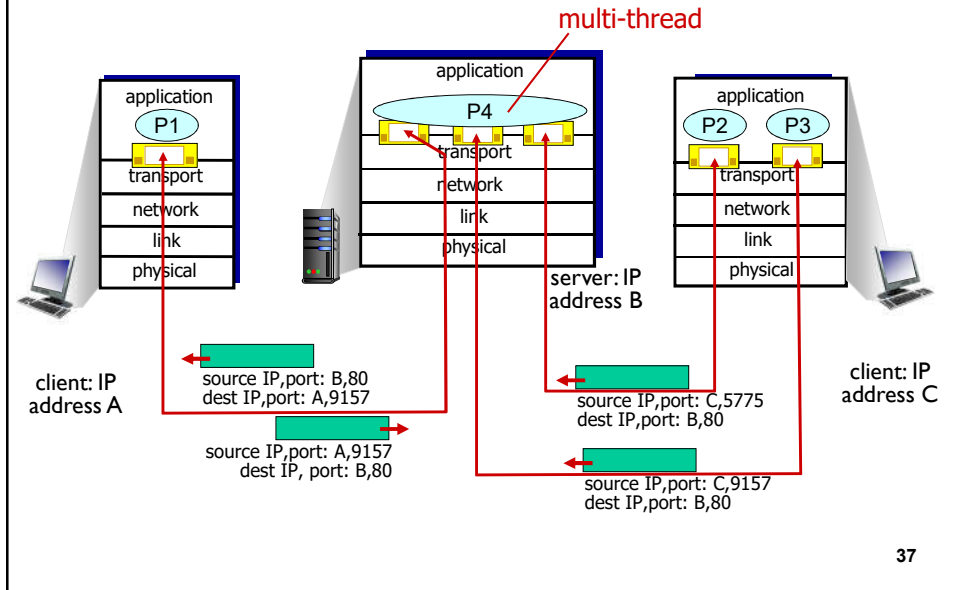 multi-thread
application
P1
transport
network
link
physical
application
P4
transport
network
link
physical
application
P2
P3
transport
network
link
physical
server: IP
address B
client: IP
address A
client: IP
address C
source IP,port: B,80
dest IP,port: A,9157
source IP,port: A,9157
dest IP, port: B,80
source IP,port: C,5775
dest IP,port: B,80
source IP,port: C,9157
dest IP,port: B,80
37